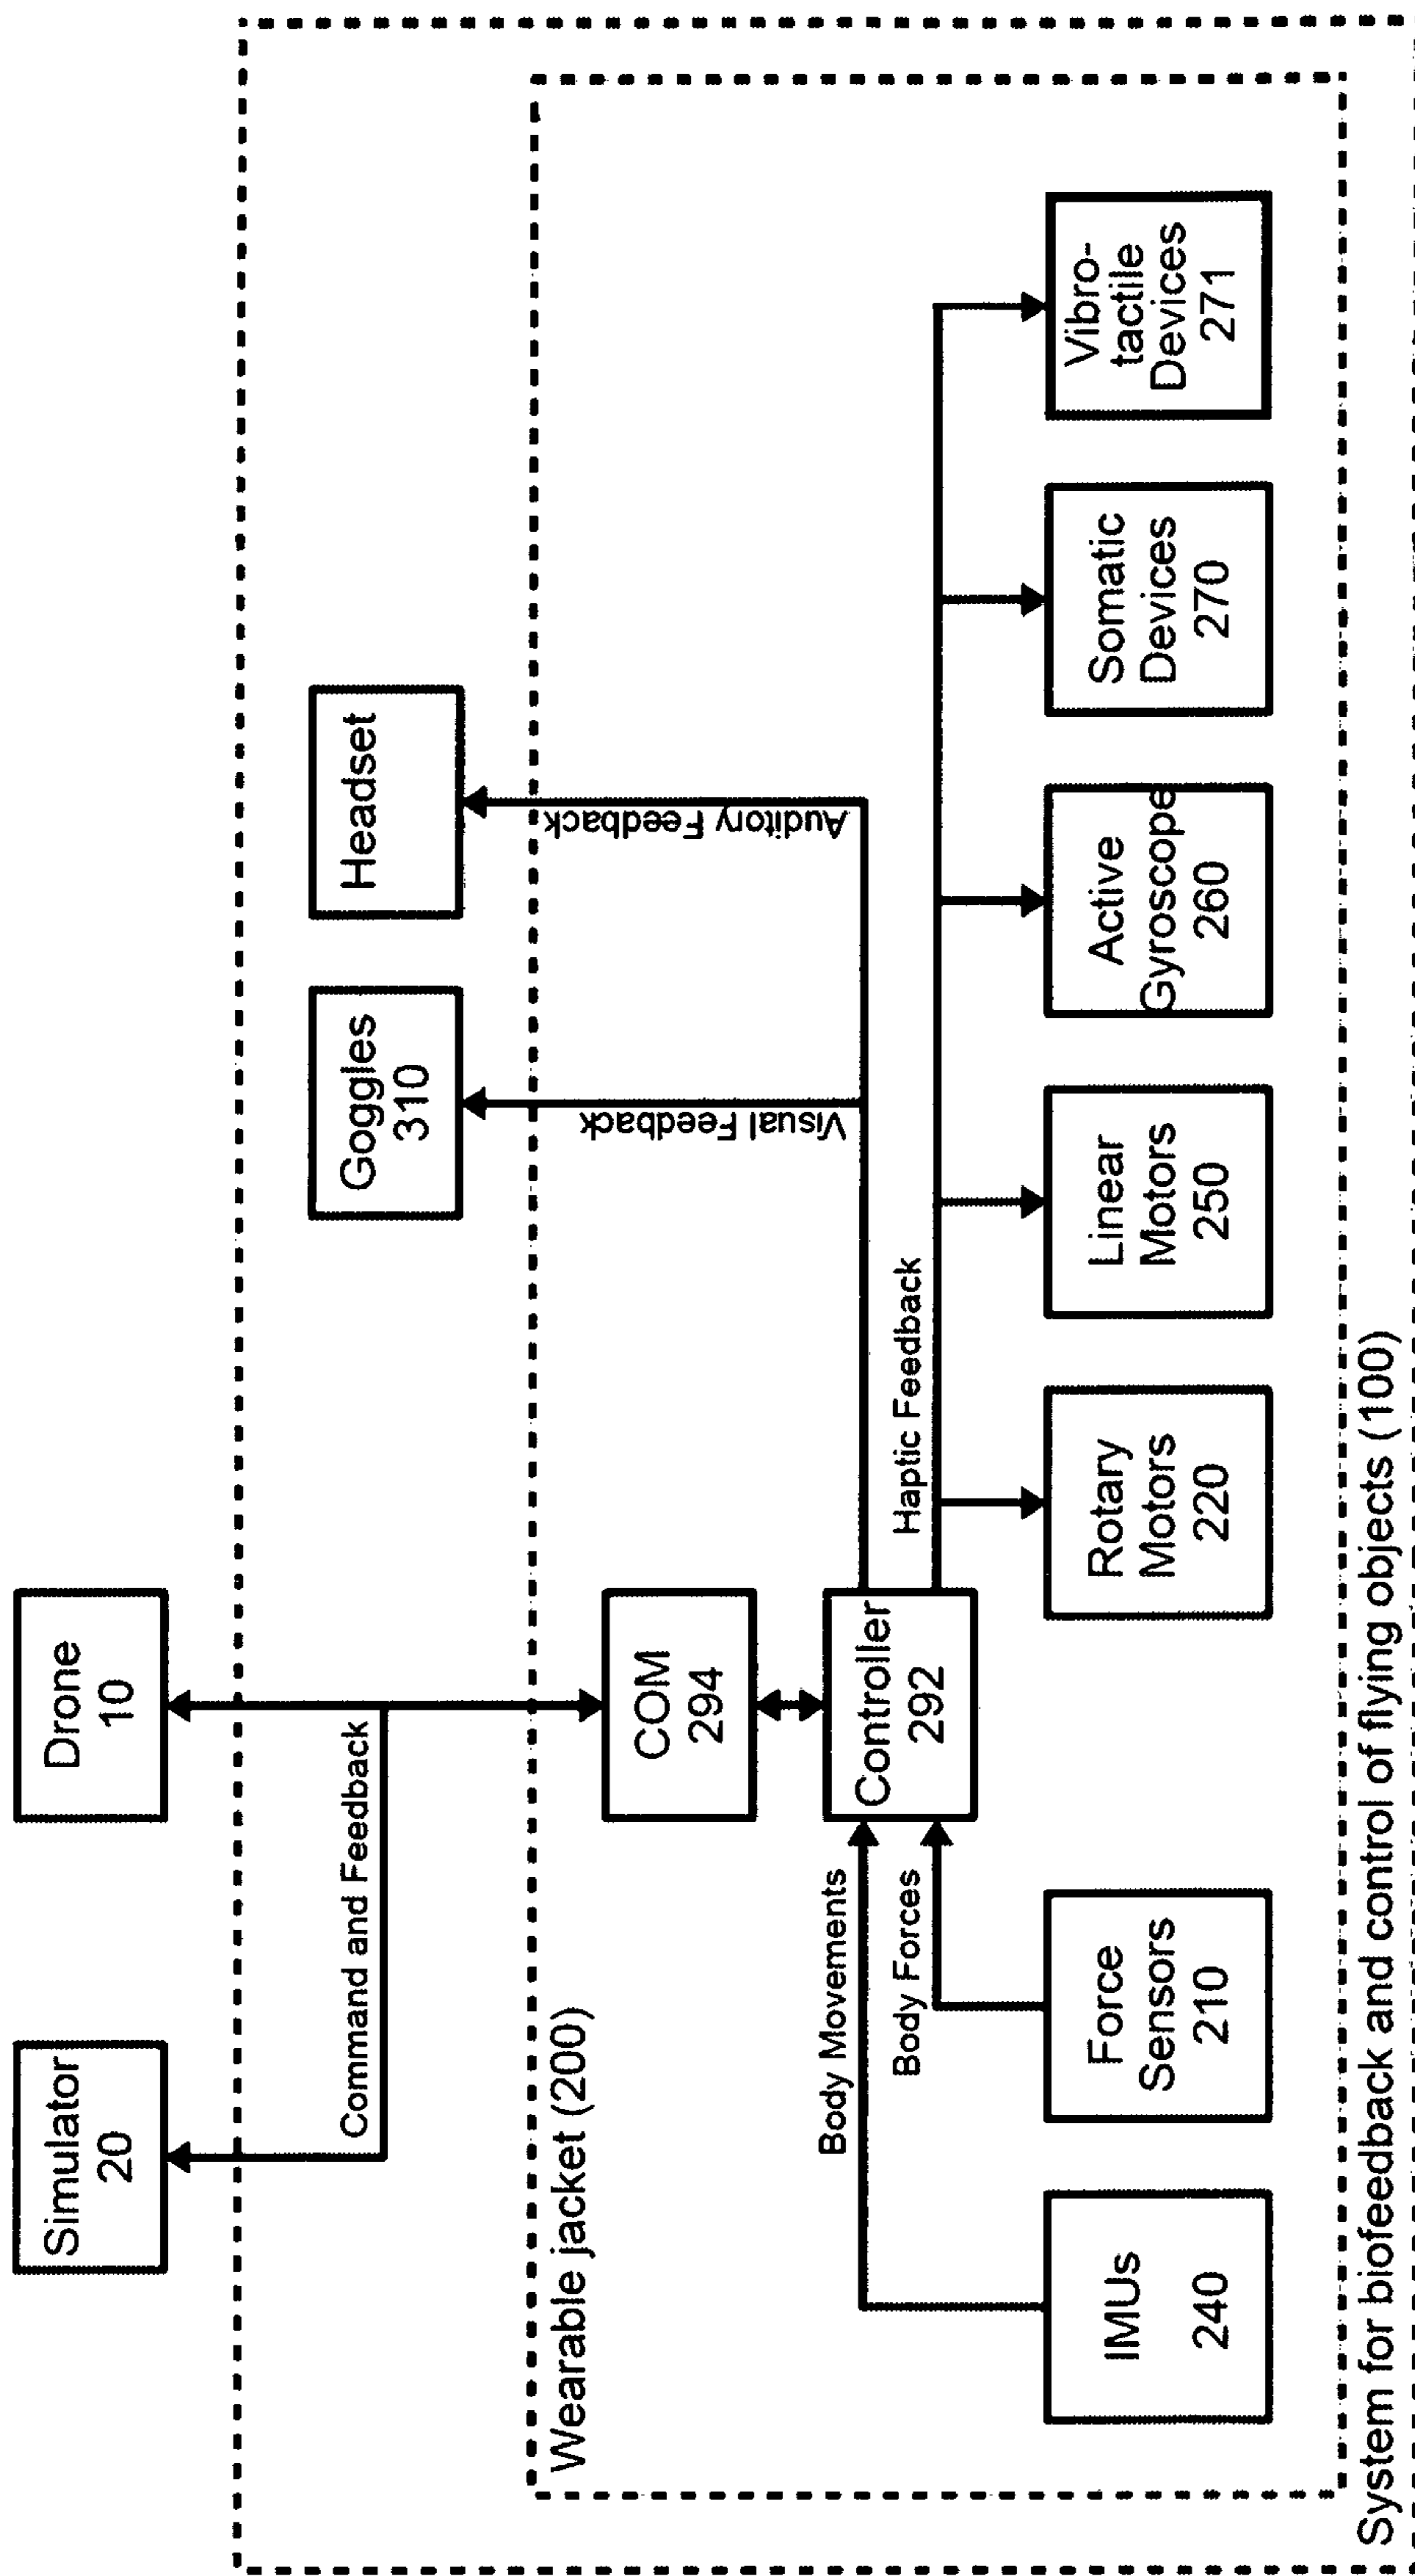 Simulator
20
Drone
10
Command and Feedback
Goggles
310
Headset
Wearable jacket (200)
COM
294
Visual Feedback
Auditory Feedback
Body Movements
Body Forces
Controller
292
Haptic Feedback
IMUs
240
Force
Sensors
210
Rotary
Motors
220
Linear
Motors
250
Active
Gyroscope
260
Somatic
Devices
270
Vibro-
tactile
Devices
271
System for biofeedback and control of flying objects (100)